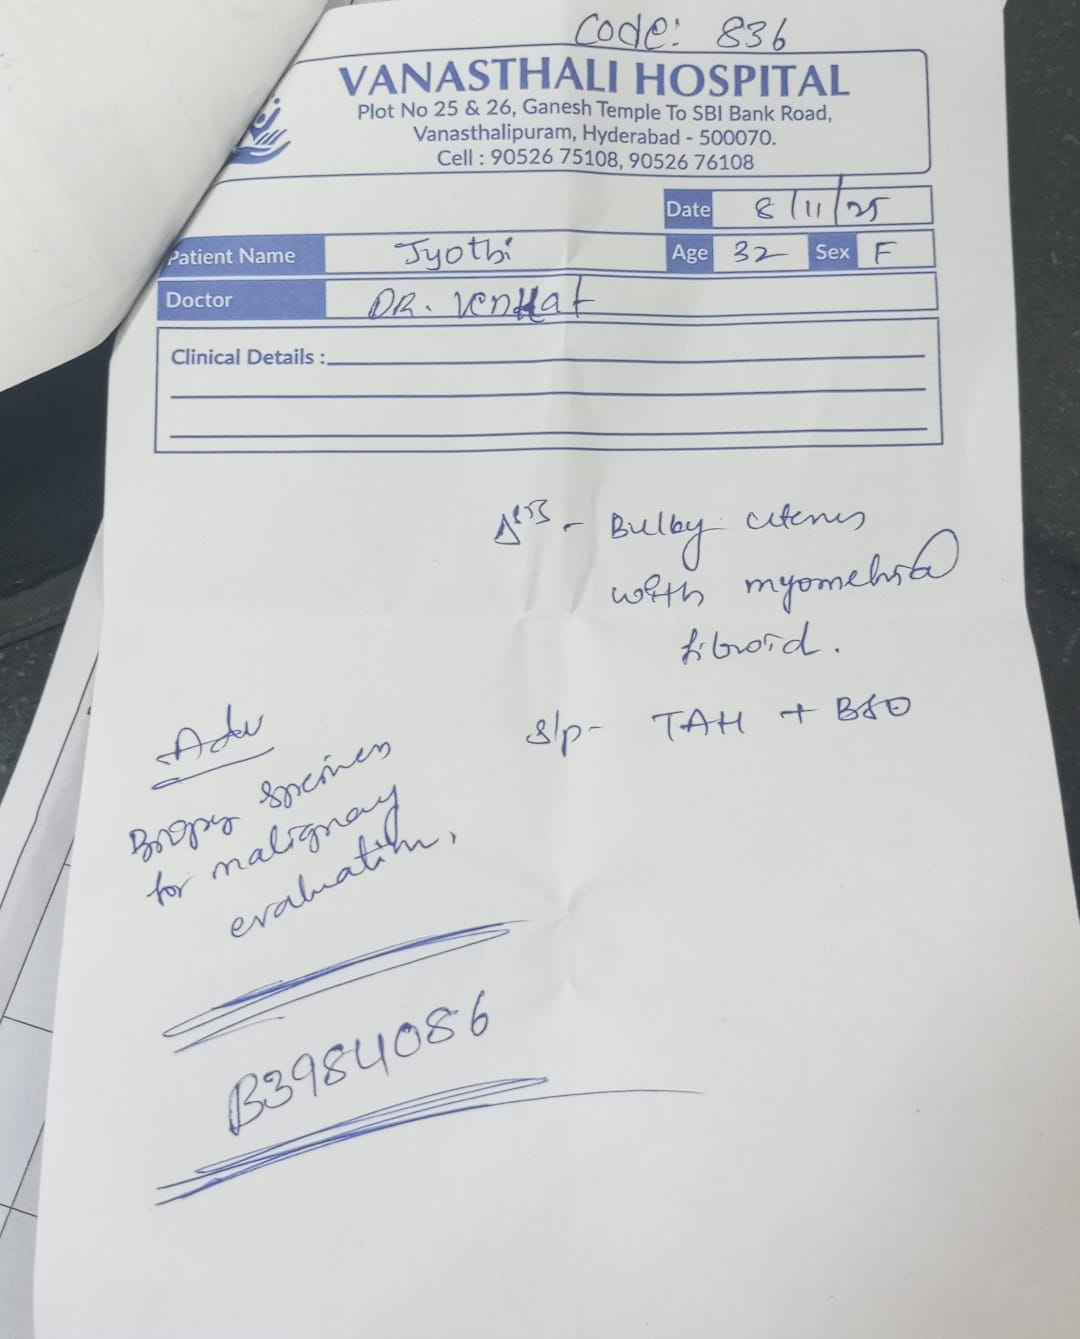 Code: 836
VANASTHALI HOSPITAL
Plot No 25 & 26, Ganesh Temple To SBI Bank Road,
Vanasthalipuram, Hyderabad - 500070.
Cell : 90526 75108, 90526 76108
Date 8/11/25
Patient Name Jyothi Age 32 Sex F
Doctor DR. Venkat
Clinical Details :
Bulky uterus
with myometrial
fibroid.
S/p- TAH + BSO
Adv
Biopsy specimen
for malignancy
evaluation.
B3984086